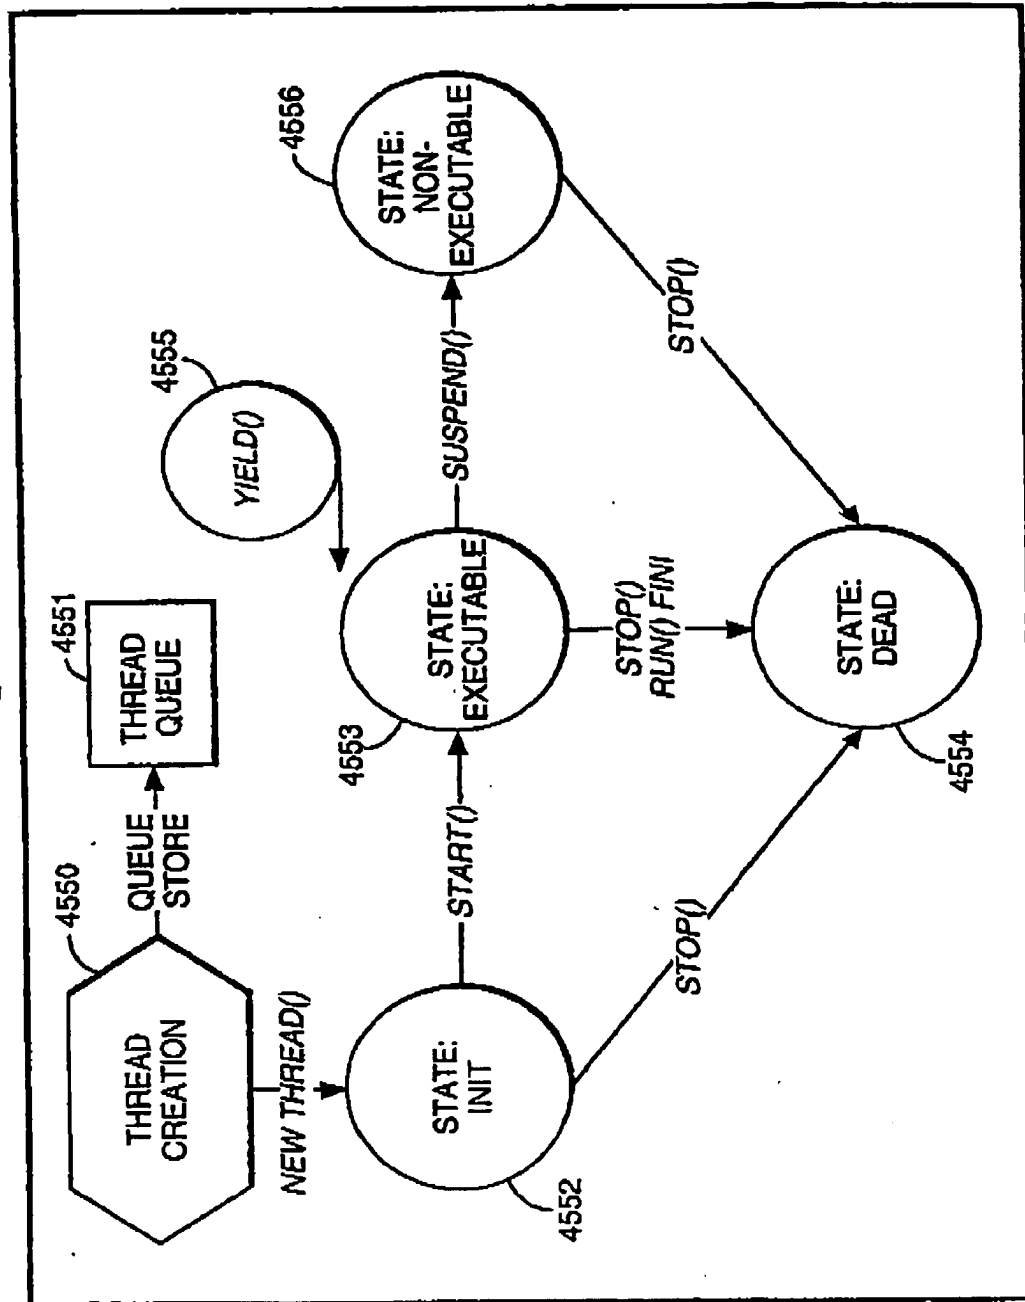 4550
THREAD
CREATION
QUEUE
STORE
4551
THREAD
QUEUE
NEW THREAD()
4555
YIELD()
4556
STATE:
INIT
4552
START()
4553
STATE:
EXECUTABLE
SUSPEND()
STATE:
NON-
EXECUTABLE
STOP()
STOP()
RUN() FINI
STOP()
STATE:
DEAD
4554